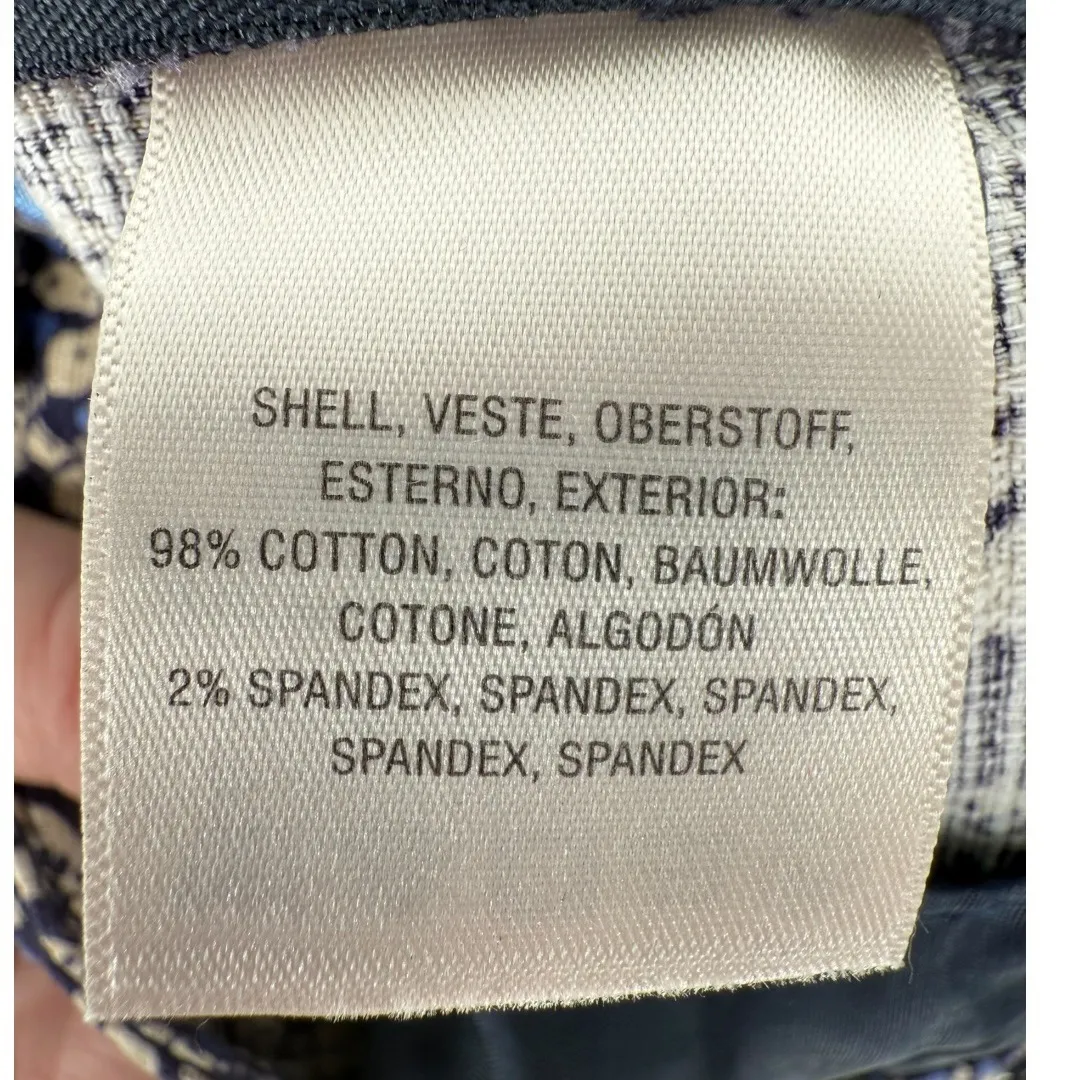 SHELL, VESTE, OBERSTOFF,
ESTERNO, EXTERIOR:
98% COTTON, COTON, BAUMWOLLE,
COTONE, ALGODÓN
2% SPANDEX, SPANDEX, SPANDEX,
SPANDEX, SPANDEX